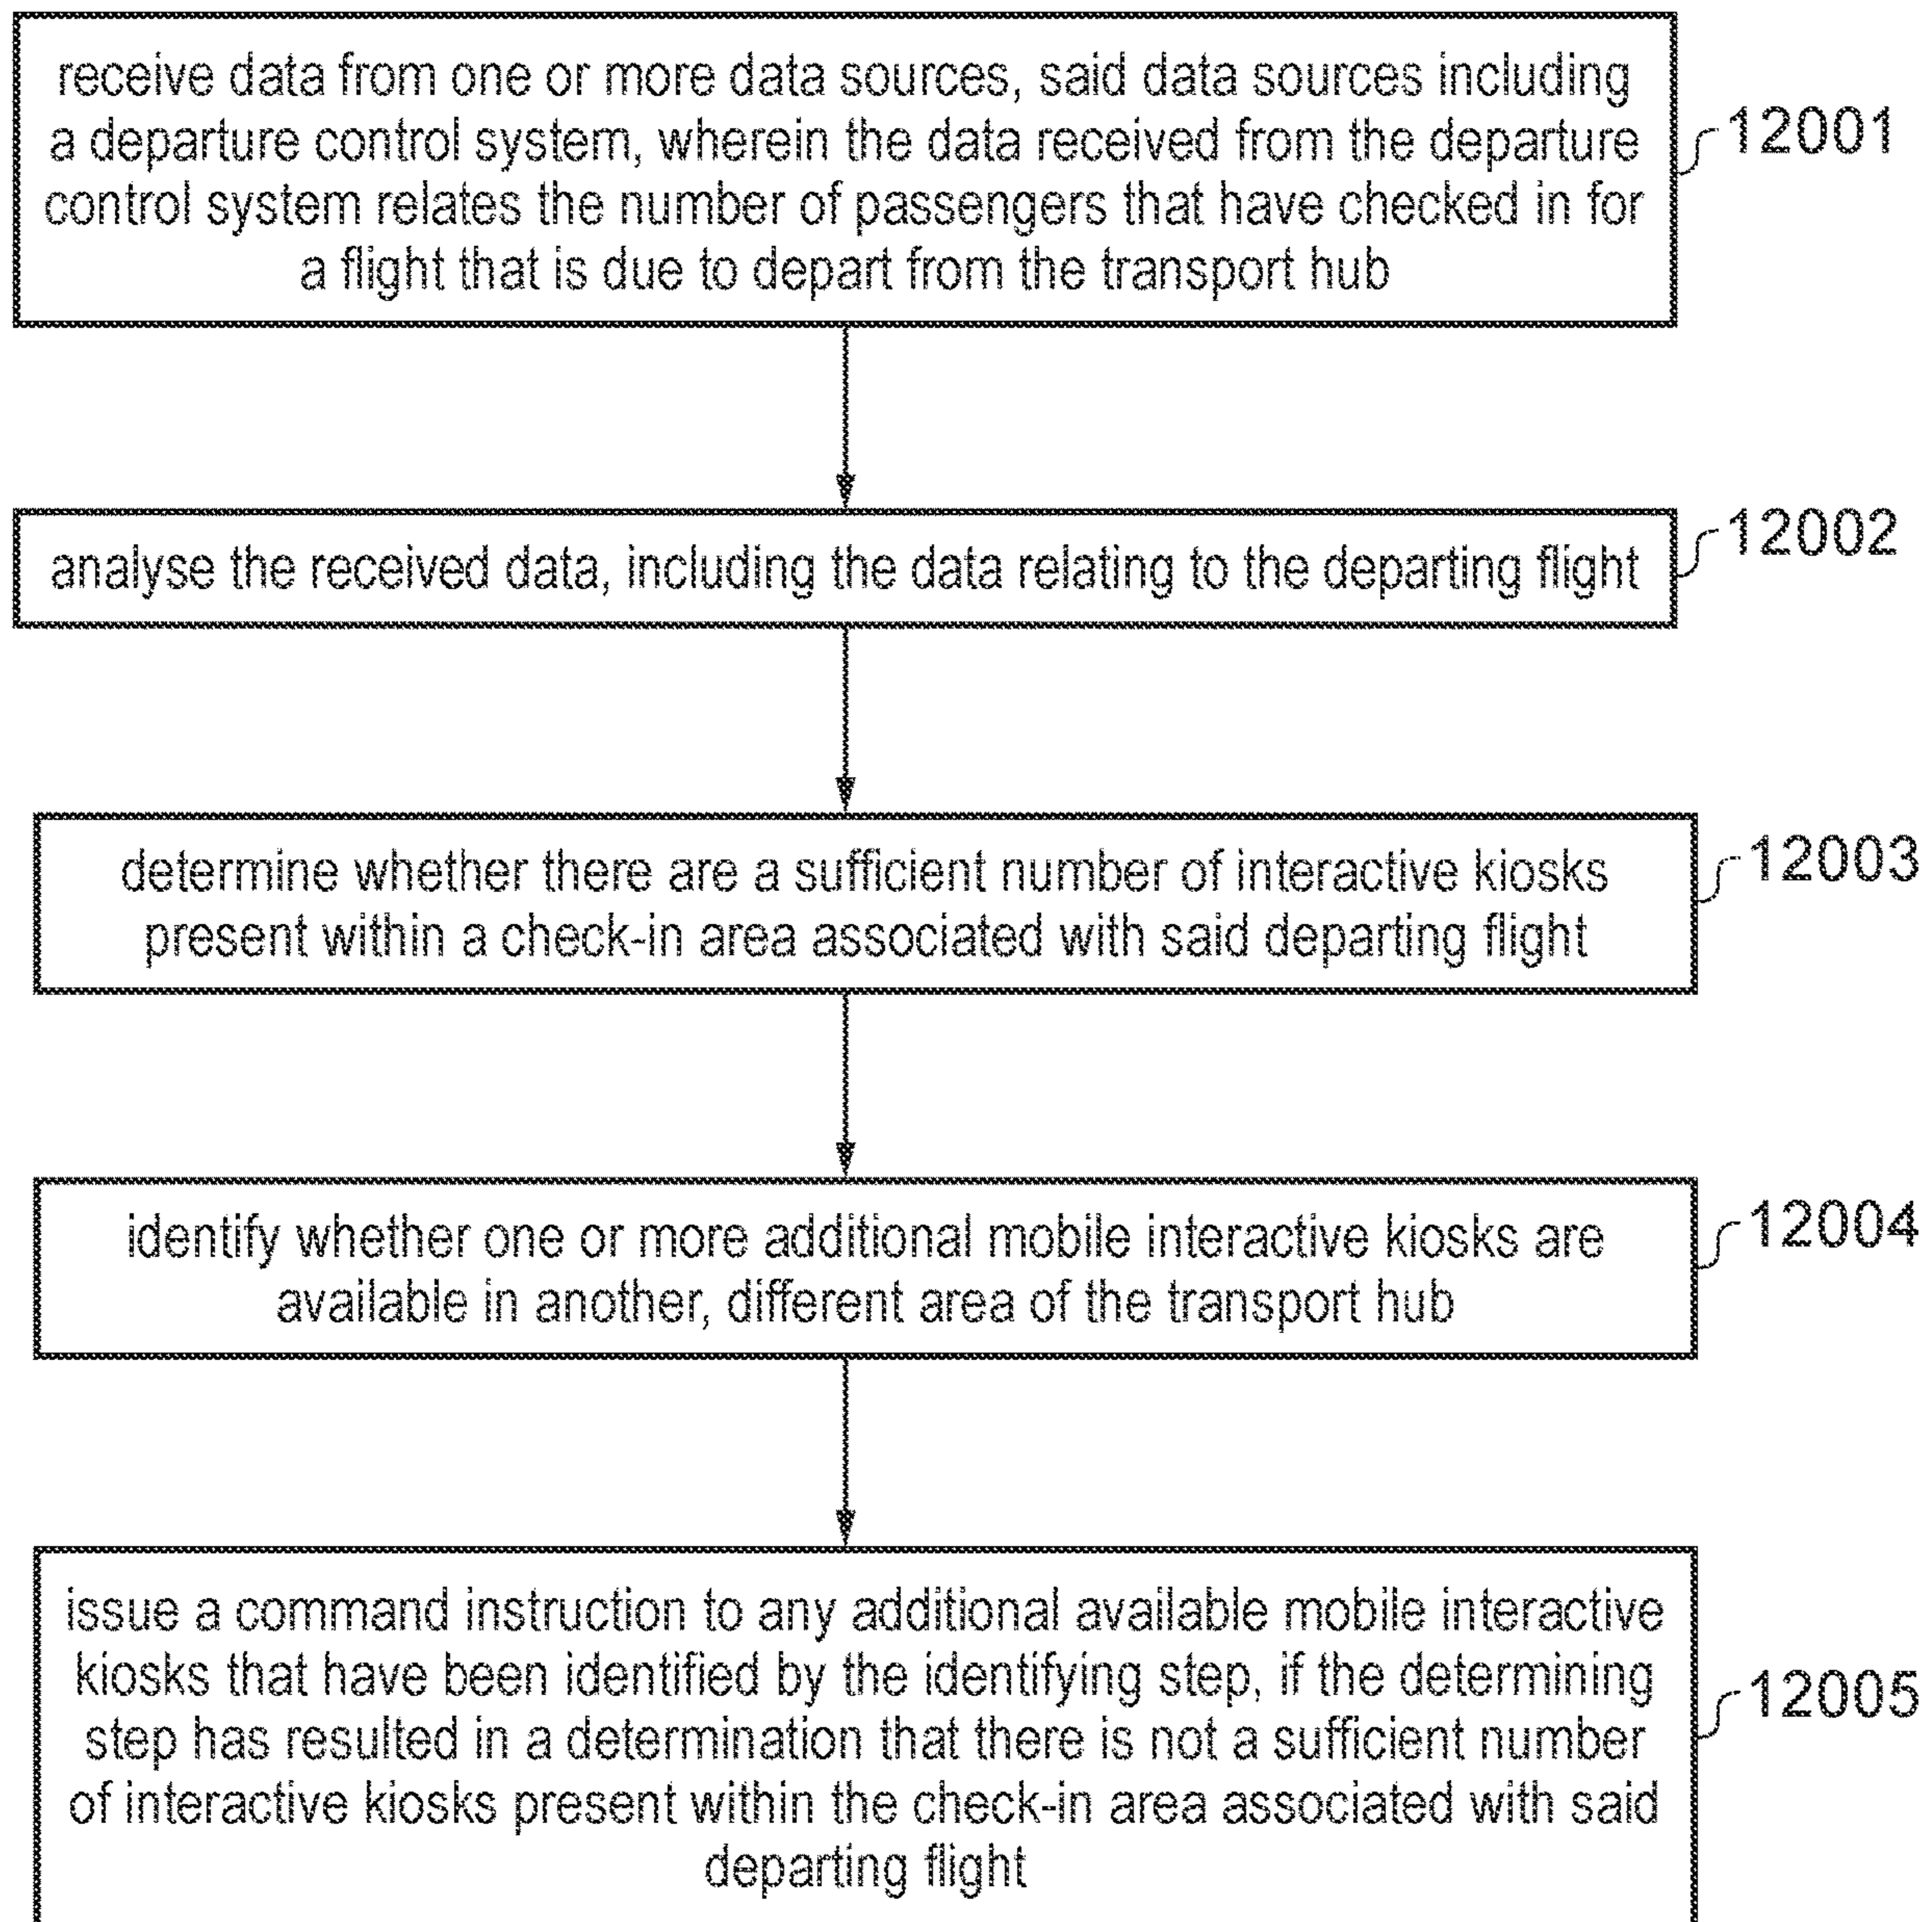 receive data from one or more data sources, said data sources including
a departure control system, wherein the data received from the departure
control system relates the number of passengers that have checked in for
a flight that is due to depart from the transport hub
12001
analyse the received data, including the data relating to the departing flight
12002
determine whether there are a sufficient number of interactive kiosks
present within a check-in area associated with said departing flight
12003
identify whether one or more additional mobile interactive kiosks are
available in another, different area of the transport hub
12004
issue a command instruction to any additional available mobile interactive
kiosks that have been identified by the identifying step, if the determining
step has resulted in a determination that there is not a sufficient number
of interactive kiosks present within the check-in area associated with said
departing flight
12005